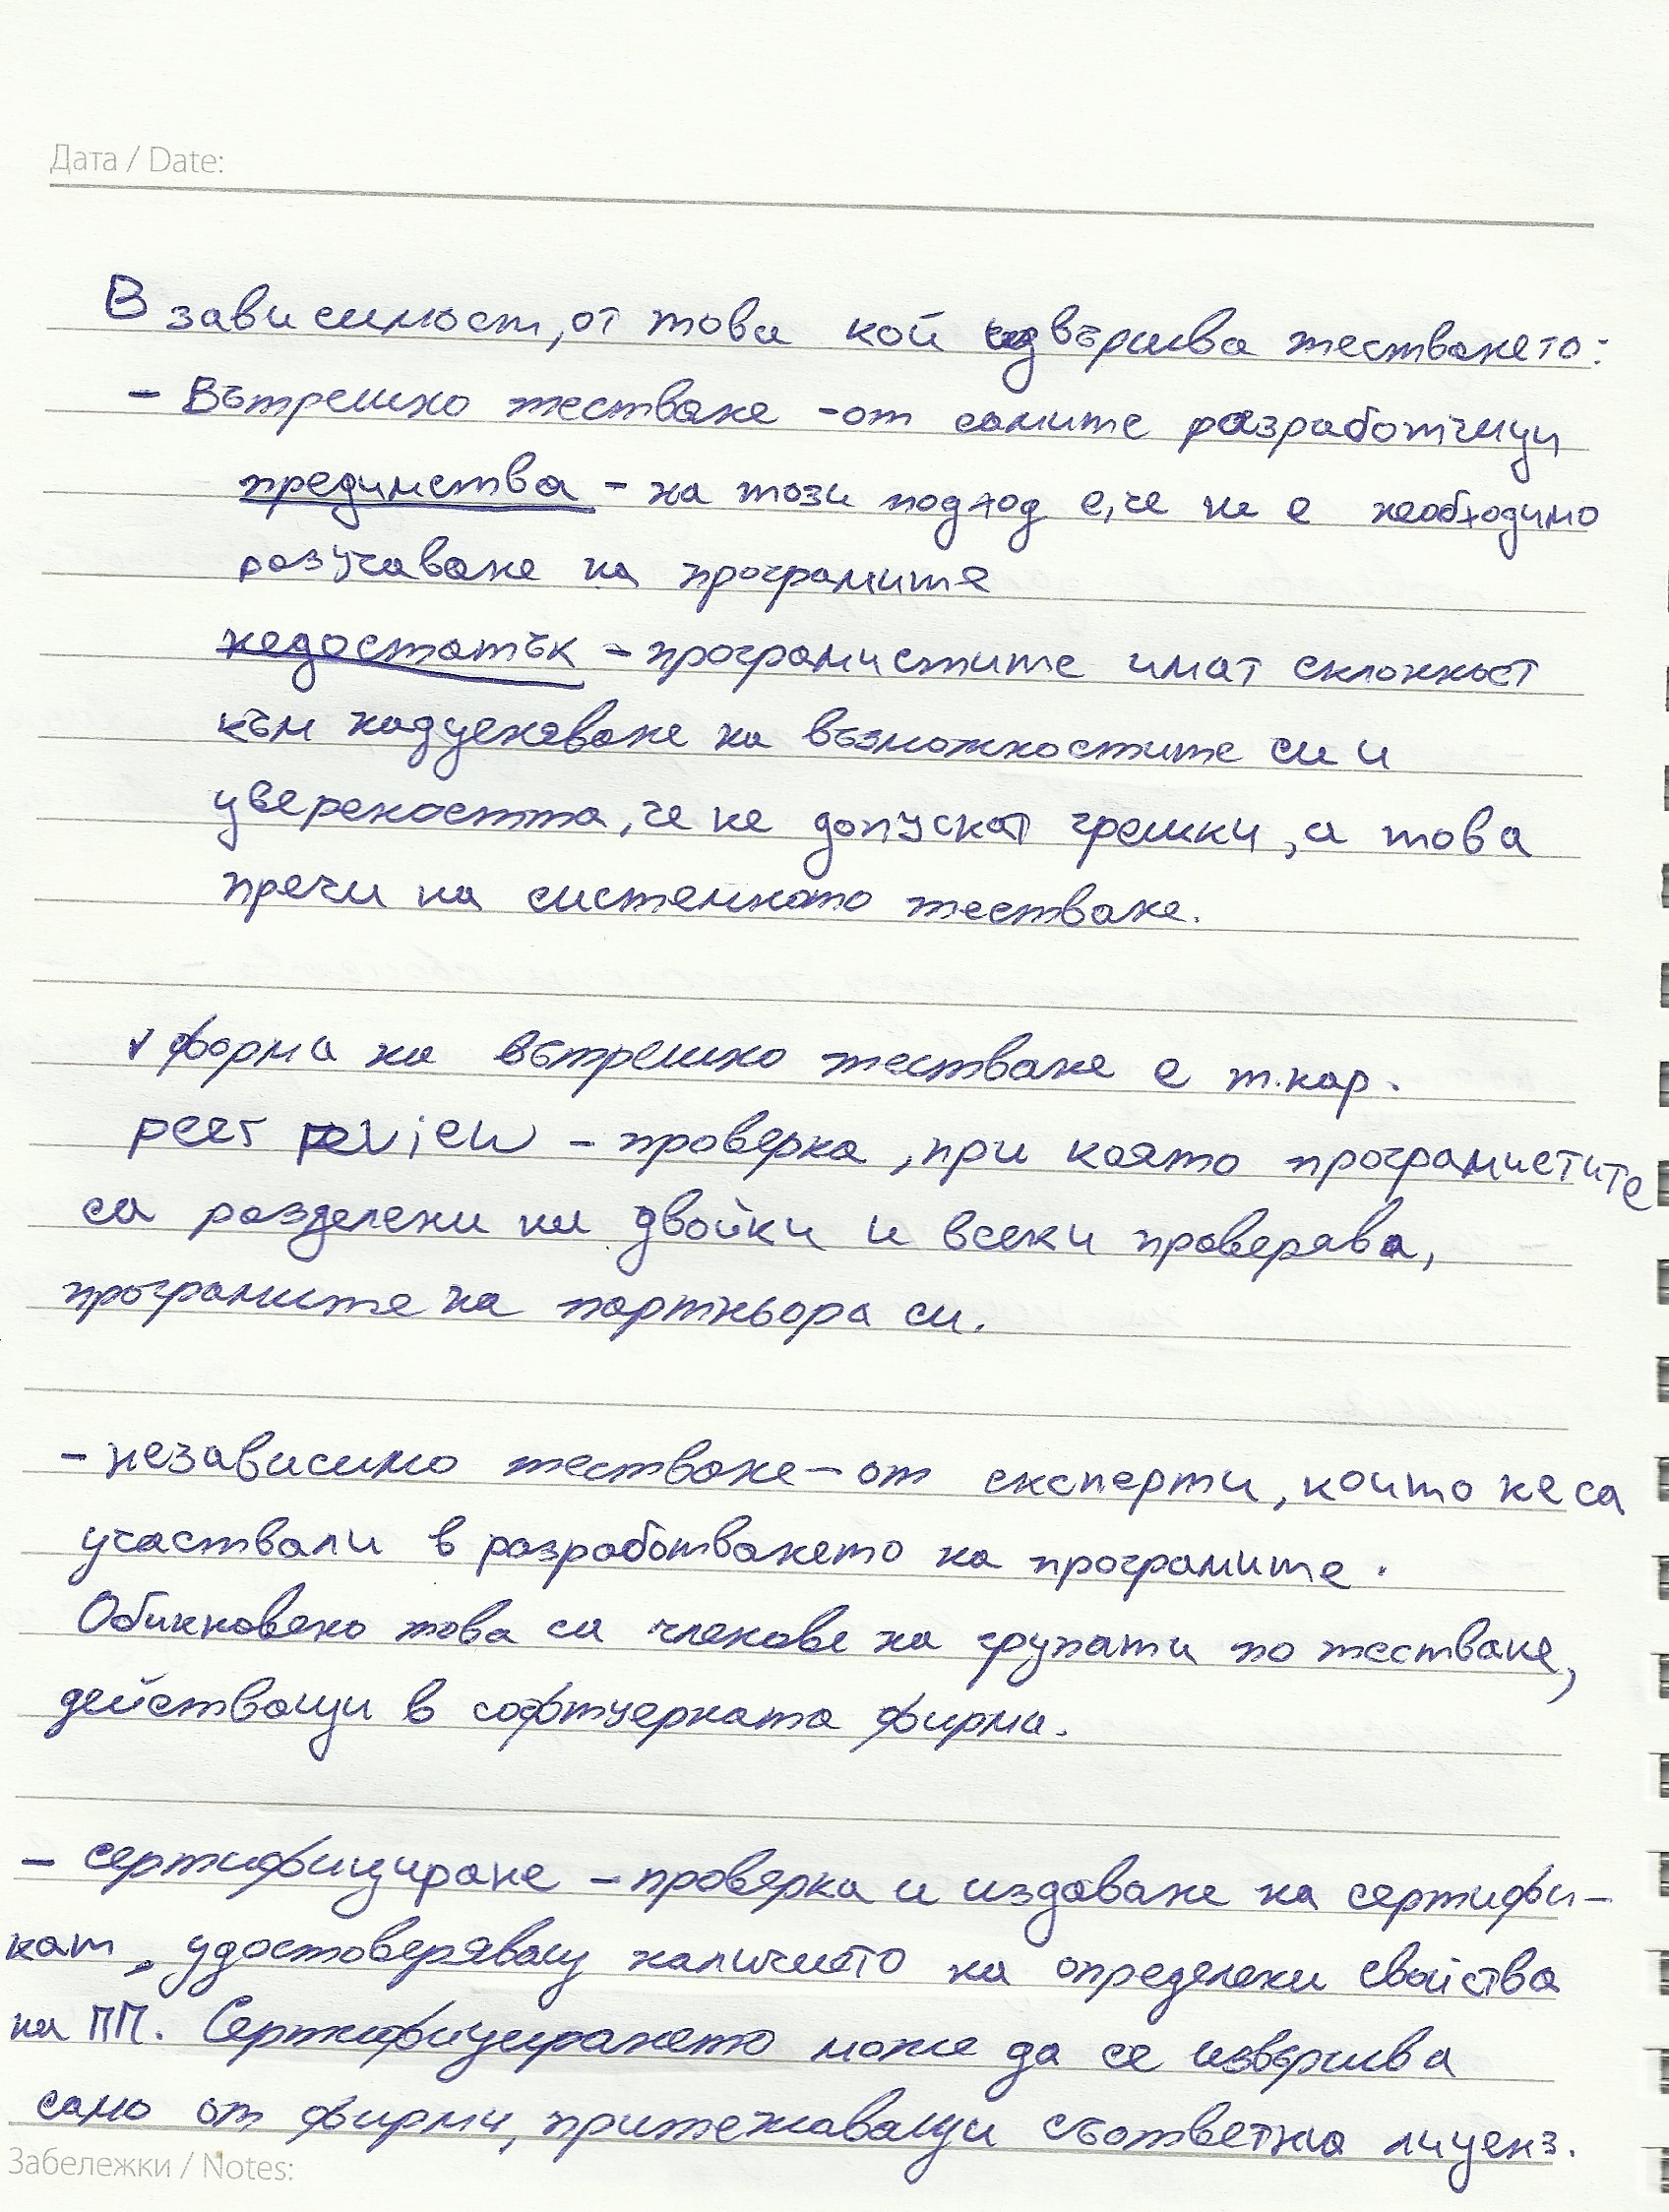 Дата / Date:
В зависимост, от това кой извършва тестването:
- Вътрешно тестване - от самите разработчици
предимства - на този подход е, че не е необходимо
разучаване на програмите
недостатък - програмистите имат склонност
към надценяване на възможностите си и
увереността, че не допускат грешки, а това
пречи на системното тестване.
v форма на вътрешно тестване е т.нар.
peer review - проверка, при която програмистите
са разделени на двойки и всеки проверява,
програмите на партньора си.
- независимо тестване - от експерти, които не са
участвали в разработването на програмите.
Обикновено това са членове на групати по тестване,
действащи в софтуерната фирма.
- сертифициране - проверка и издаване на сертифи-
кат, удостоверяващ наличието на определени свойства
на ПП. Сертифицирането може да се извършва
само от фирми, притежаващи съответния лиценз.
Забележки / Notes: